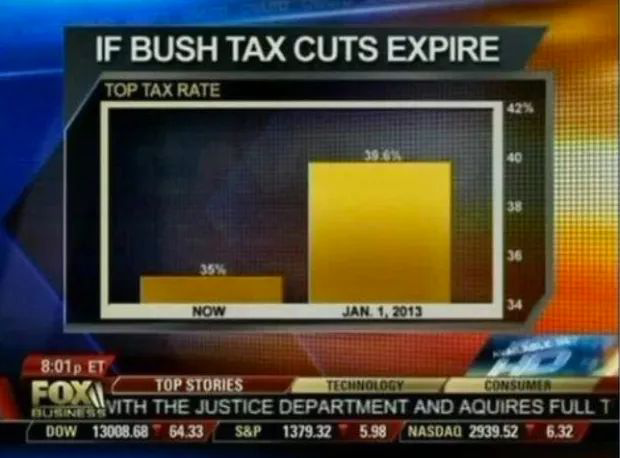 IF BUSH TAX CUTS EXPIRE
TOP TAX RATE
42%
39.6%
40
38
36
35%
34
NOW JAN. 1, 2013
8:01p ET
HD
TOP STORIES TECHNOLOGY CONSUMER
FOX
BUSINESS WITH THE JUSTICE DEPARTMENT AND AQUIRES FULL T
DOW 13008.68 ▼ 64.33 S&P 1379.32 ▼ 5.98 NASDAQ 2939.52 ▼ 6.32